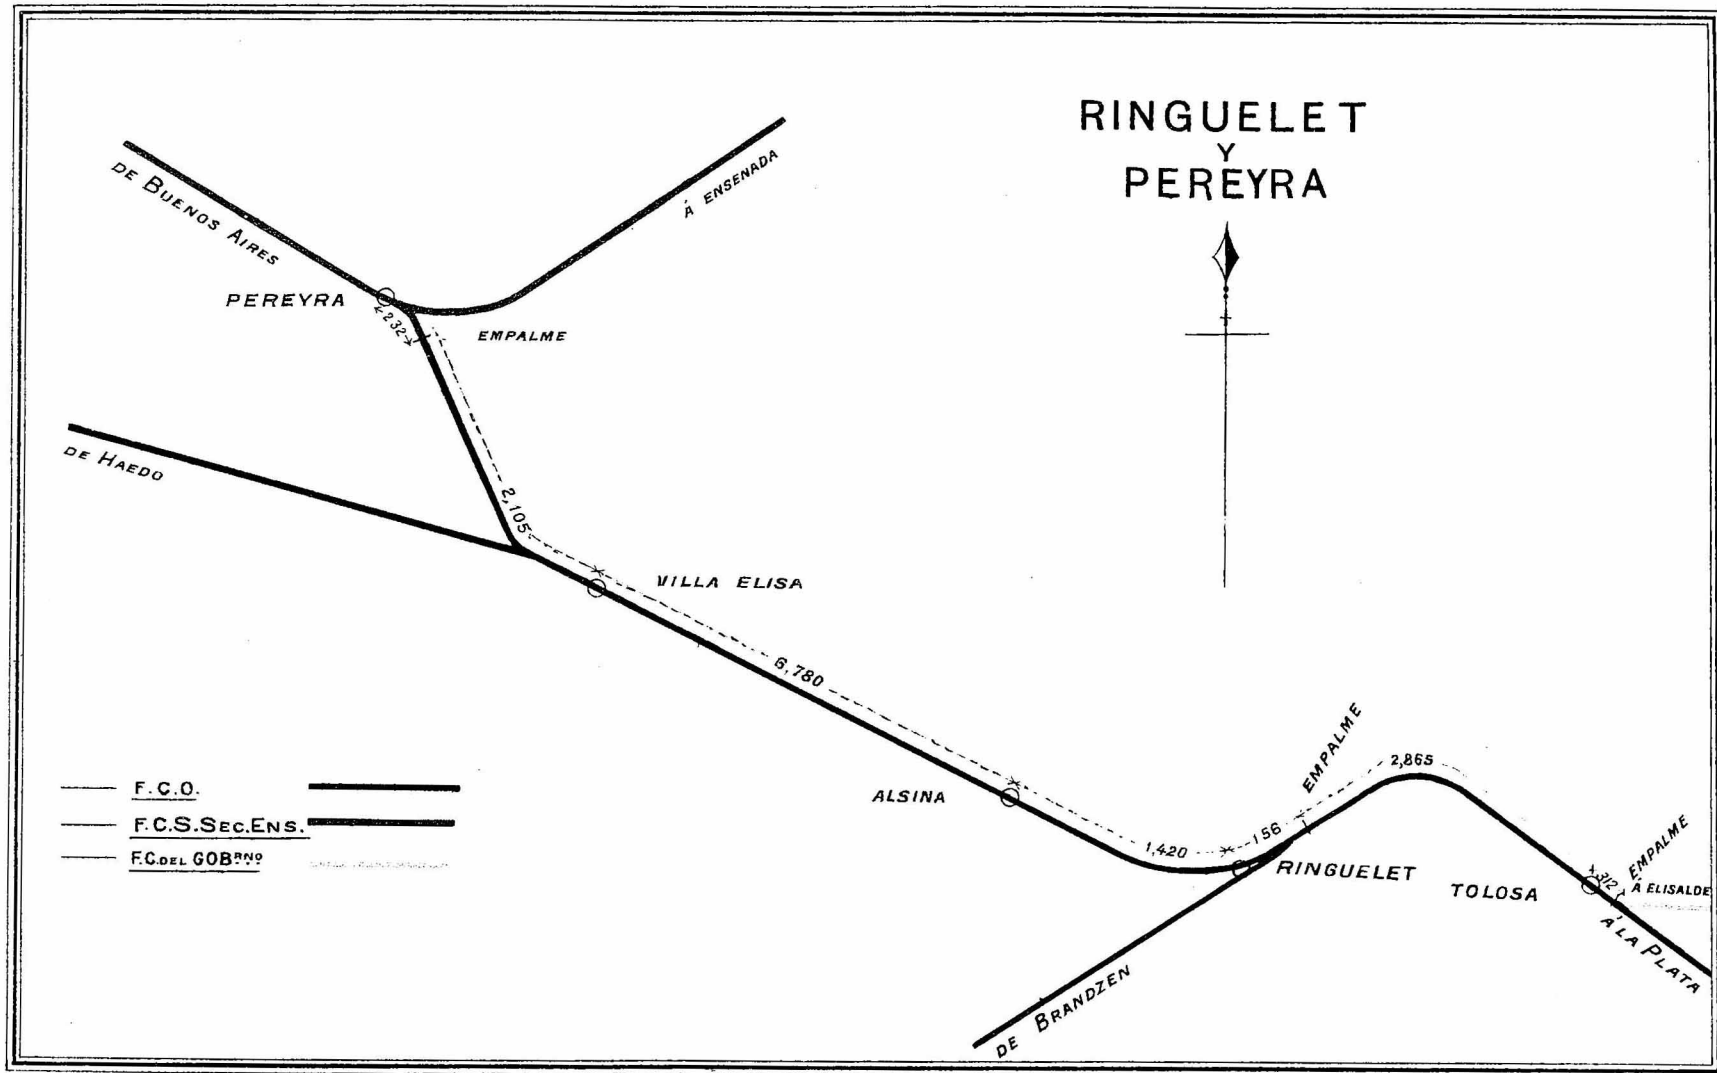 RINGUELET
Y
PEREYRA
DE BUENOS AIRES
Á ENSENADA
PEREYRA
232
EMPALME
DE HAEDO
2,105
VILLA ELISA
6,780
EMPALME
2,865
ALSINA
1,420
156
RINGUELET
TOLOSA
312
EMPALME
Á ELISALDE
Á LA PLATA
DE BRANDZEN
F.C.O.
F.C.S.SEC.ENS.
F.C.DEL GOBRNO